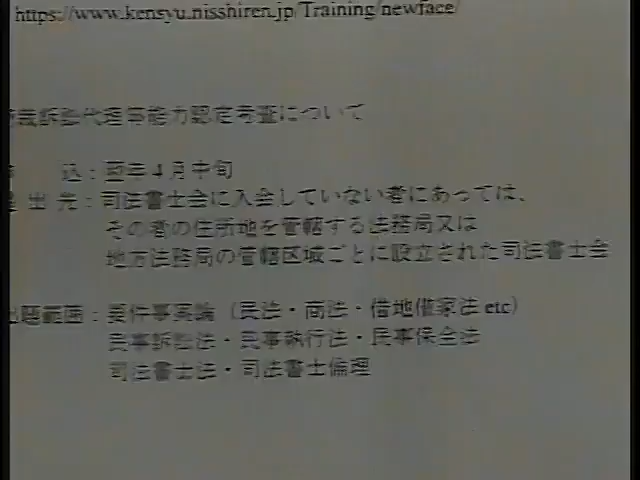 https://www.kensyu.nisshiren.jp/Training/newface/
裁訴訟代理等能力認定考査について
込：翌年４月中旬
出 先：司法書士会に入会していない者にあっては、
その者の住所地を管轄する法務局又は
地方法務局の管轄区域ごとに設立された司法書士会
出題範囲：要件事実論（民法・商法・借地借家法 etc）
民事訴訟法・民事執行法・民事保全法
司法書士法・司法書士倫理